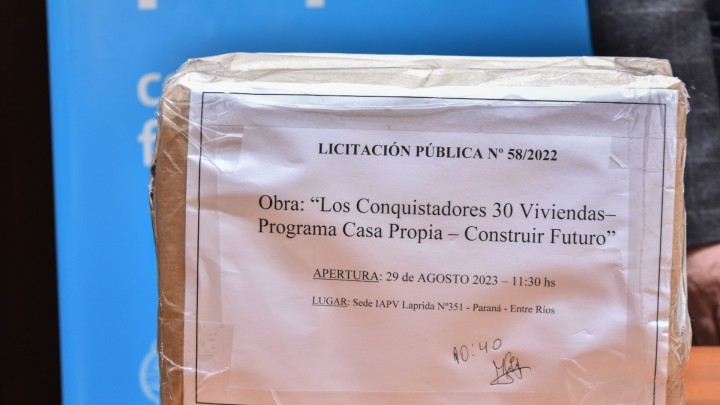 LICITACIÓN PÚBLICA Nº 58/2022
Obra: “Los Conquistadores 30 Viviendas–
Programa Casa Propia – Construir Futuro”
APERTURA: 29 de AGOSTO 2023 – 11:30 hs
LUGAR: Sede IAPV Laprida Nº351 - Paraná - Entre Ríos
10:40